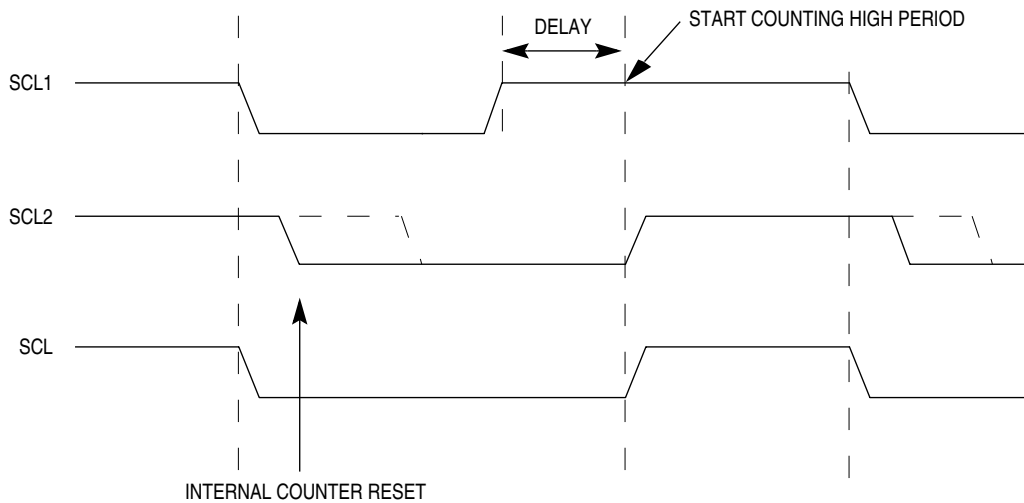 DELAY
START COUNTING HIGH PERIOD
SCL1
SCL2
SCL
INTERNAL COUNTER RESET